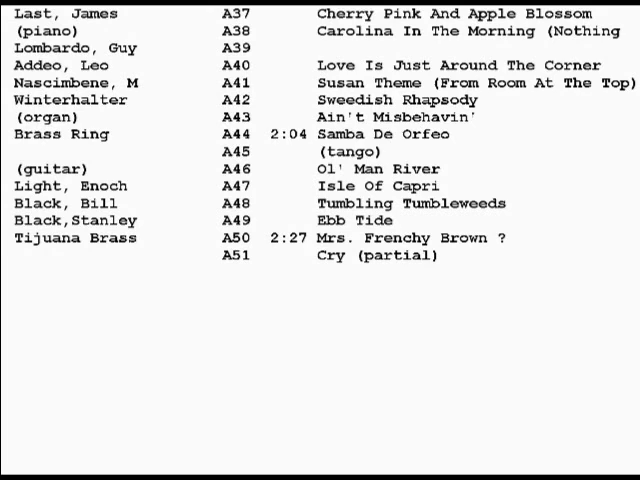 Last, James A37 Cherry Pink And Apple Blossom
(piano) A38 Carolina In The Morning (Nothing
Lombardo, Guy A39
Addeo, Leo A40 Love Is Just Around The Corner
Nascimbene, M A41 Susan Theme (From Room At The Top)
Winterhalter A42 Sweedish Rhapsody
(organ) A43 Ain't Misbehavin'
Brass Ring A44 2:04 Samba De Orfeo
A45 (tango)
(guitar) A46 Ol' Man River
Light, Enoch A47 Isle Of Capri
Black, Bill A48 Tumbling Tumbleweeds
Black,Stanley A49 Ebb Tide
Tijuana Brass A50 2:27 Mrs. Frenchy Brown ?
A51 Cry (partial)